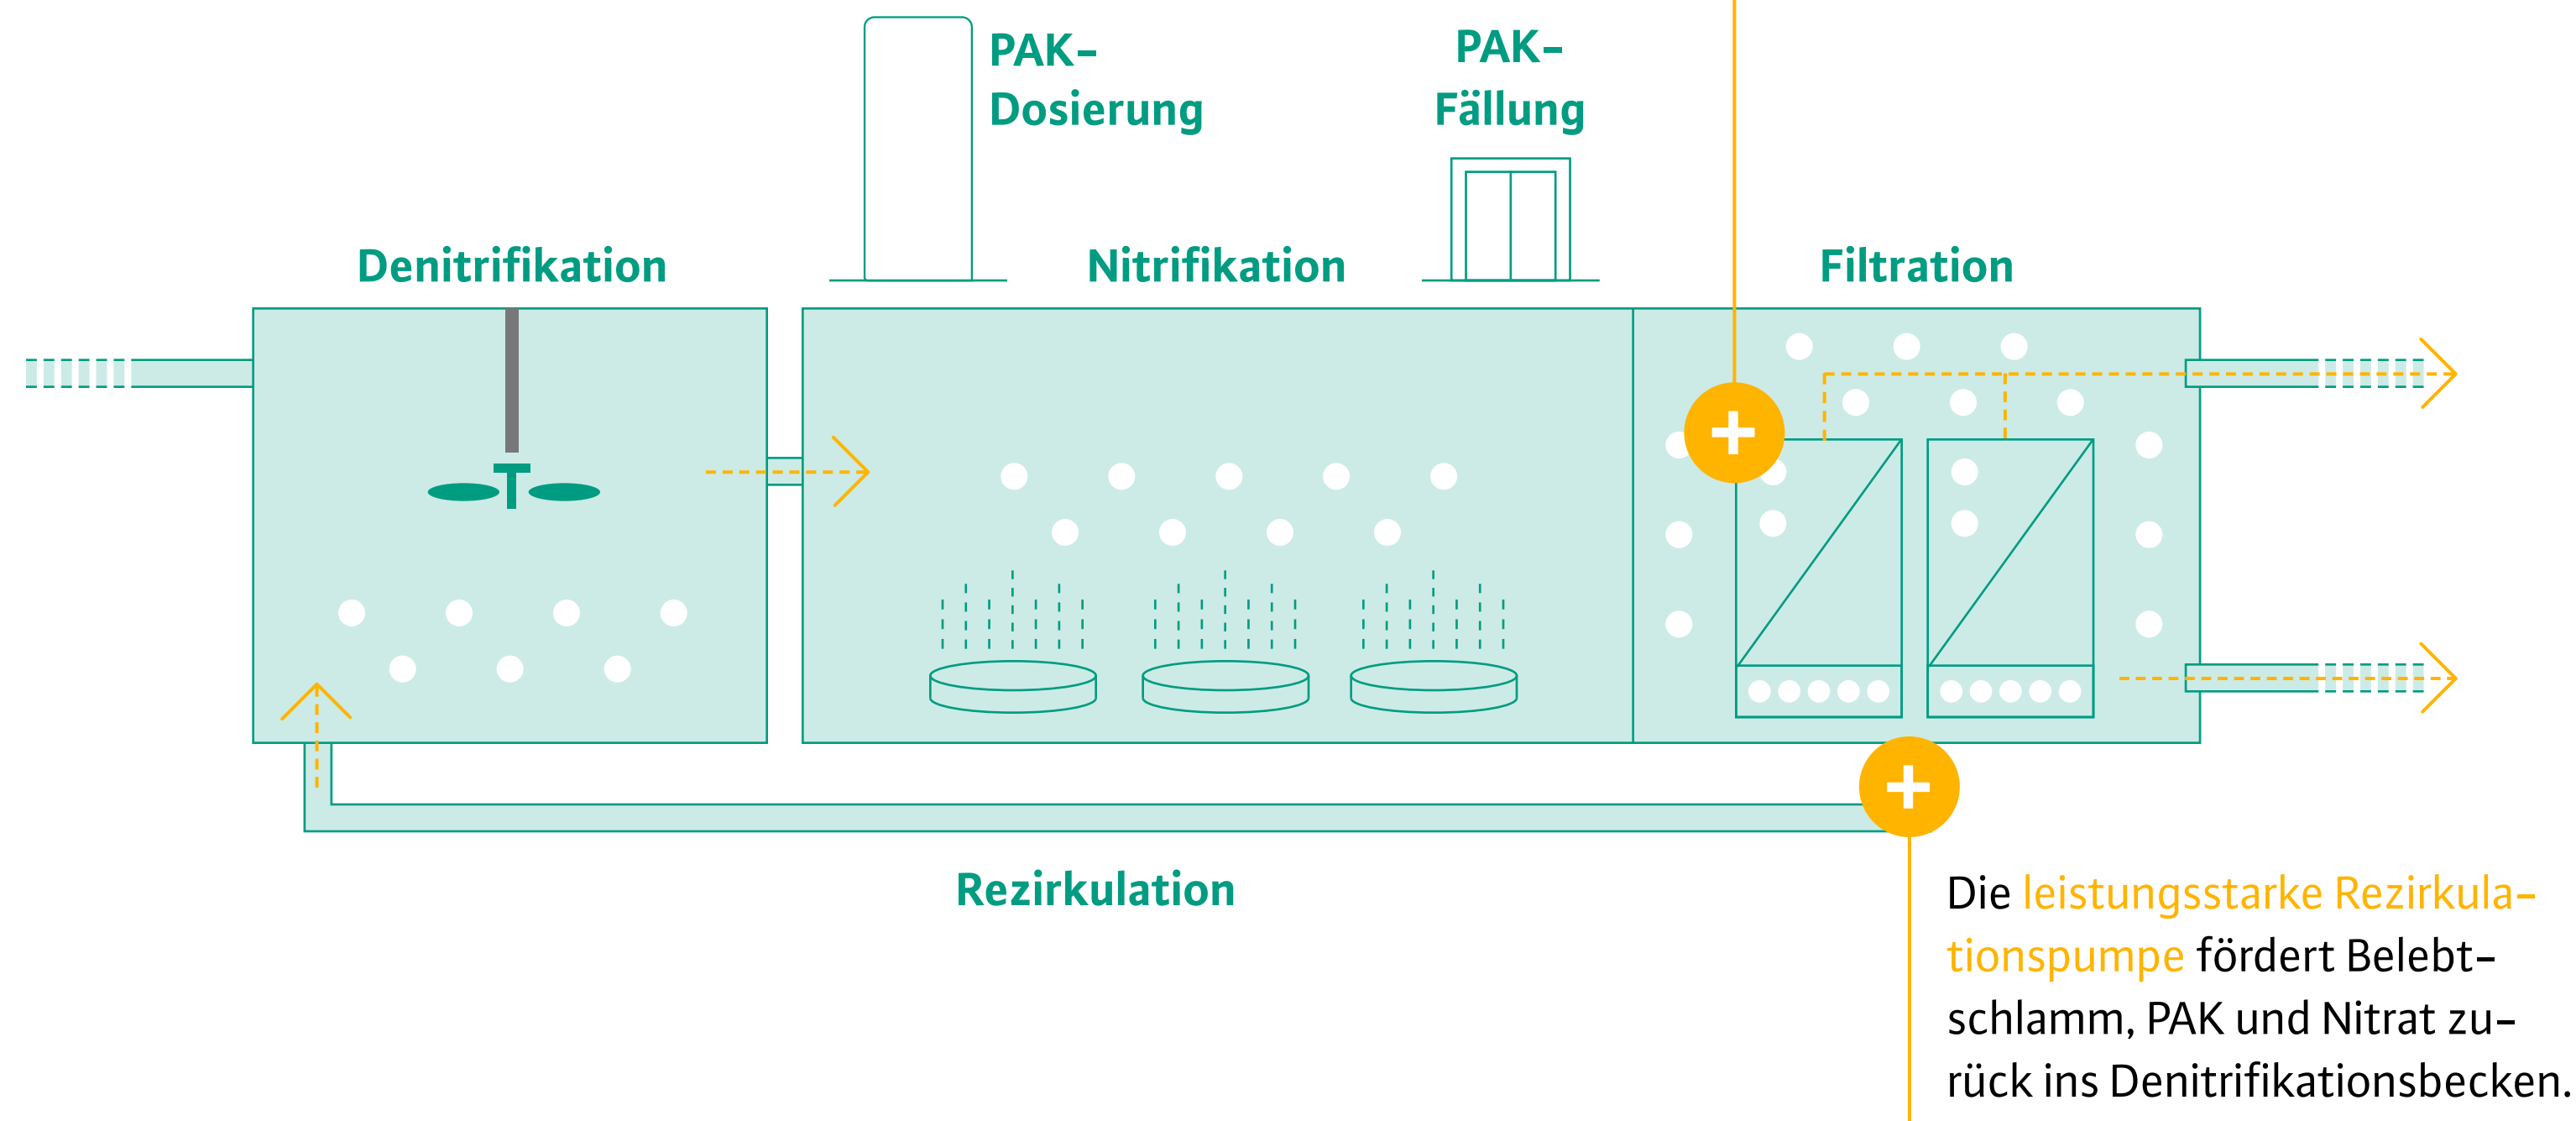 PAK-
Dosierung
PAK-
Fällung
Denitrifikation
Nitrifikation
Filtration
Rezirkulation
Die leistungsstarke Rezirkula-
tionspumpe fördert Belebt-
schlamm, PAK und Nitrat zu-
rück ins Denitrifikationsbecken.